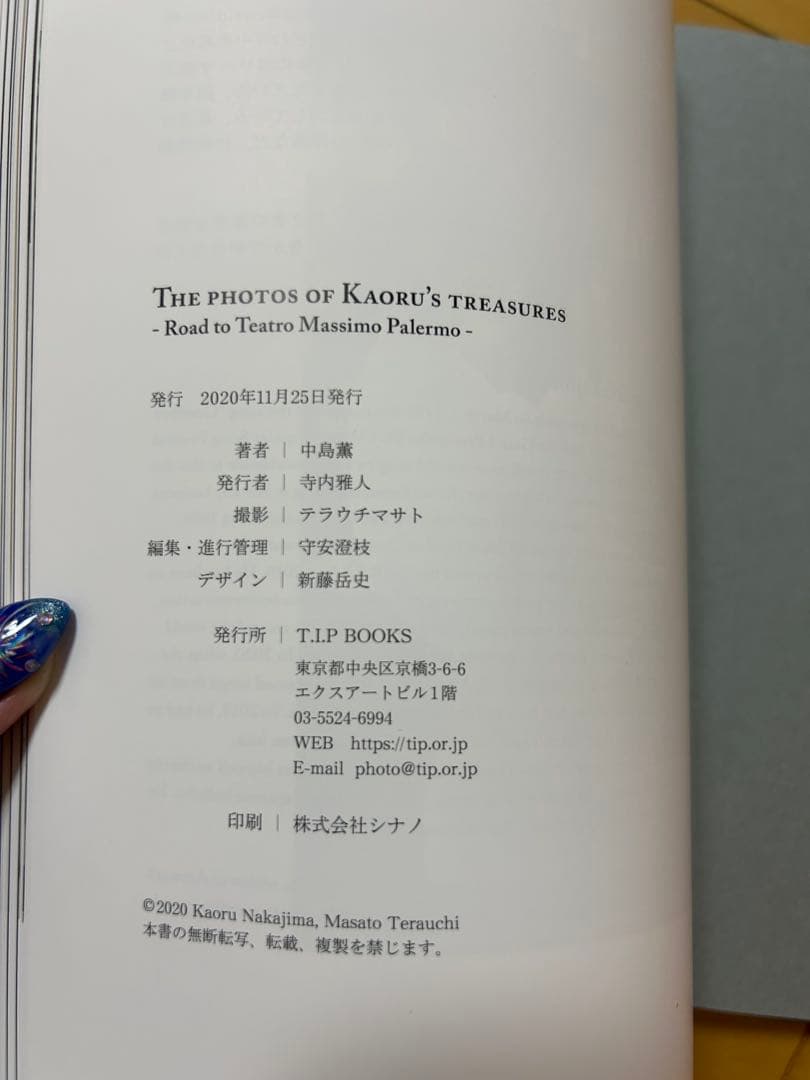 THE PHOTOS OF KAORU'S TREASURES
- Road to Teatro Massimo Palermo -
発行 2020年11月25日発行
著者 | 中島薫
発行者 | 寺内雅人
撮影 | テラウチマサト
編集・進行管理 | 守安澄枝
デザイン | 新藤岳史
発行所 | T.I.P BOOKS
東京都中央区京橋3-6-6
エクスアートビル1階
03-5524-6994
WEB https://tip.or.jp
E-mail photo@tip.or.jp
印刷 | 株式会社シナノ
©2020 Kaoru Nakajima, Masato Terauchi
本書の無断転写、転載、複製を禁じます。